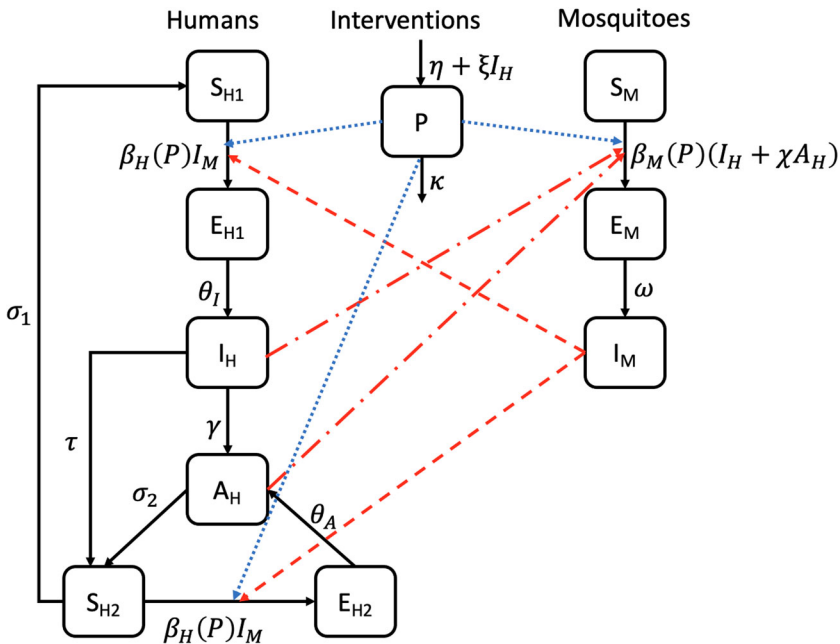 Humans Interventions Mosquitoes
η + ξI_H
S_H1 P S_M
β_H(P)I_M κ β_M(P)(I_H + χA_H)
E_H1 E_M
σ_1 θ_I ω
I_H I_M
τ γ
A_H
σ_2 θ_A
S_H2 E_H2
β_H(P)I_M